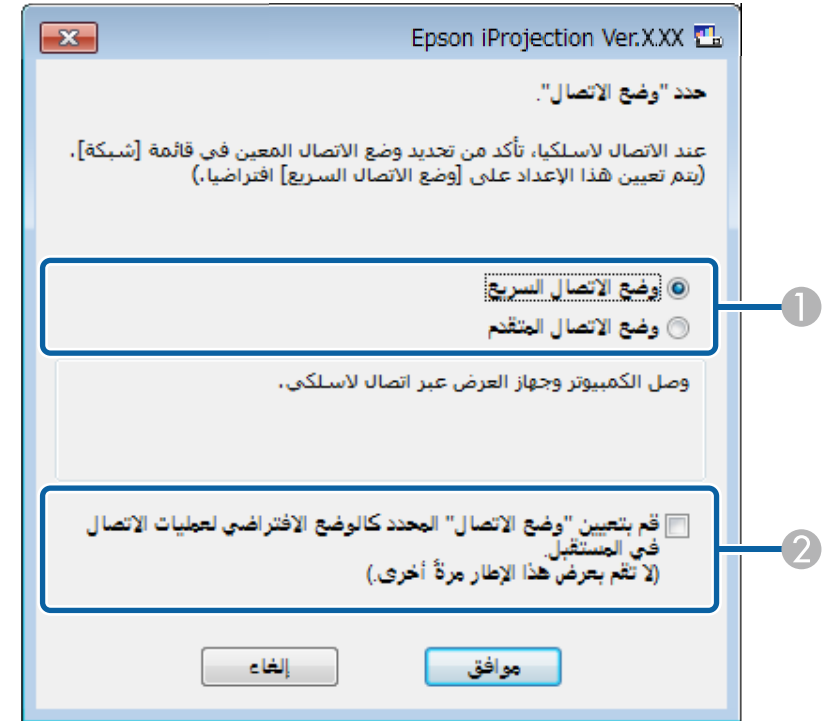 Epson iProjection Ver.X.XX
حدد "وضع الاتصال".
عند الاتصال لاسلكيا، تأكد من تحديد وضع الاتصال المعين في قائمة [شبكة].
(يتم تعيين هذا الإعداد على [وضع الاتصال السريع] افتراضيا.)
وضع الاتصال السريع
1
وضع الاتصال المتقدم
وصل الكمبيوتر وجهاز العرض عبر اتصال لاسلكي.
قم بتعيين "وضع الاتصال" المحدد كالوضع الافتراضي لعمليات الاتصال
في المستقبل.
2
(لا تقم بعرض هذا الإطار مرةً أخرى.)
موافق
إلغاء